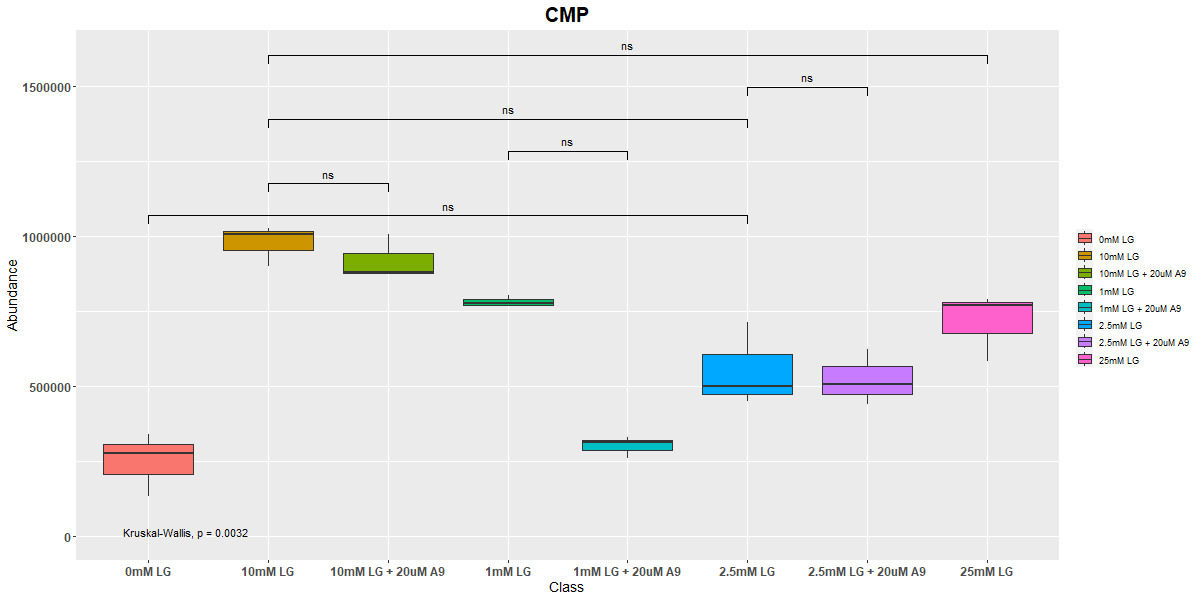 CMP
ns
ns
ns
ns
ns
ns
1500000
1000000
500000
0
Abundance
Kruskal-Wallis, p = 0.0032
0mM LG
10mM LG
10mM LG + 20uM A9
1mM LG
1mM LG + 20uM A9
2.5mM LG
2.5mM LG + 20uM A9
25mM LG
Class
0mM LG
10mM LG
10mM LG + 20uM A9
1mM LG
1mM LG + 20uM A9
2.5mM LG
2.5mM LG + 20uM A9
25mM LG